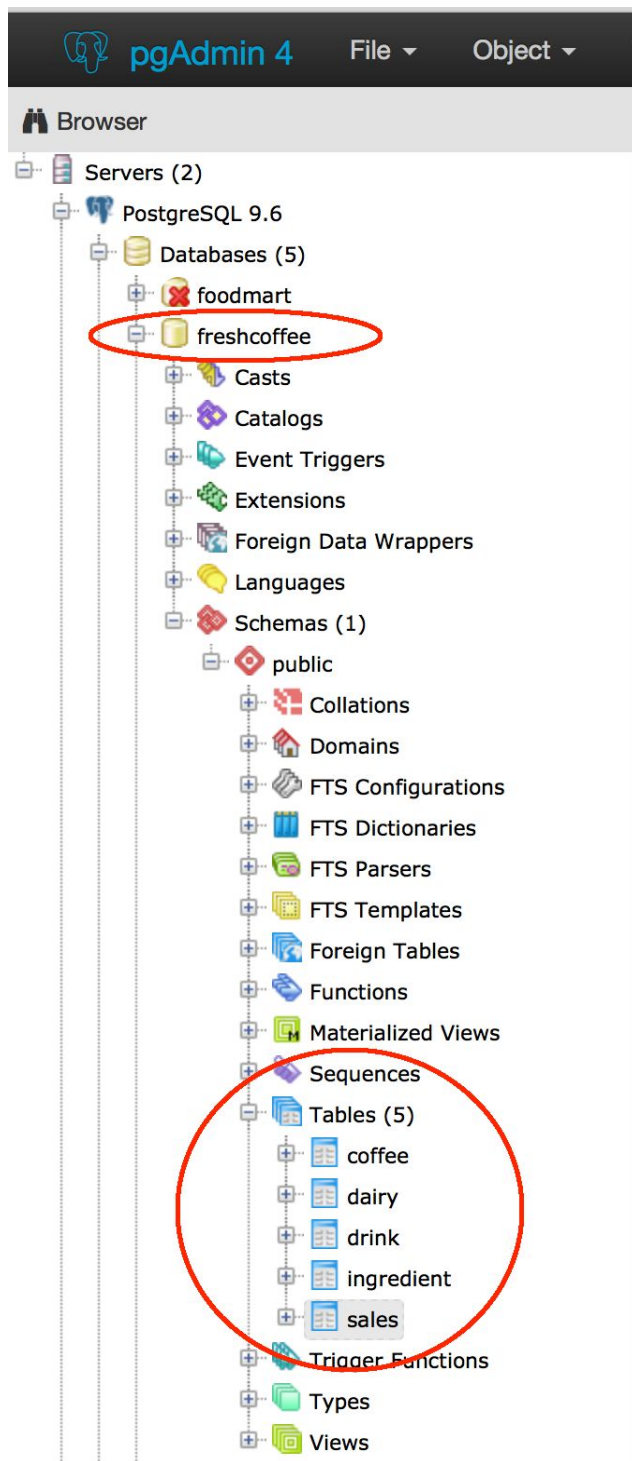 pgAdmin 4 File Object
Browser
Servers (2)
PostgreSQL 9.6
Databases (5)
foodmart
freshcoffee
Casts
Catalogs
Event Triggers
Extensions
Foreign Data Wrappers
Languages
Schemas (1)
public
Collations
Domains
FTS Configurations
FTS Dictionaries
FTS Parsers
FTS Templates
Foreign Tables
Functions
Materialized Views
Sequences
Tables (5)
coffee
dairy
drink
ingredient
sales
Trigger Functions
Types
Views